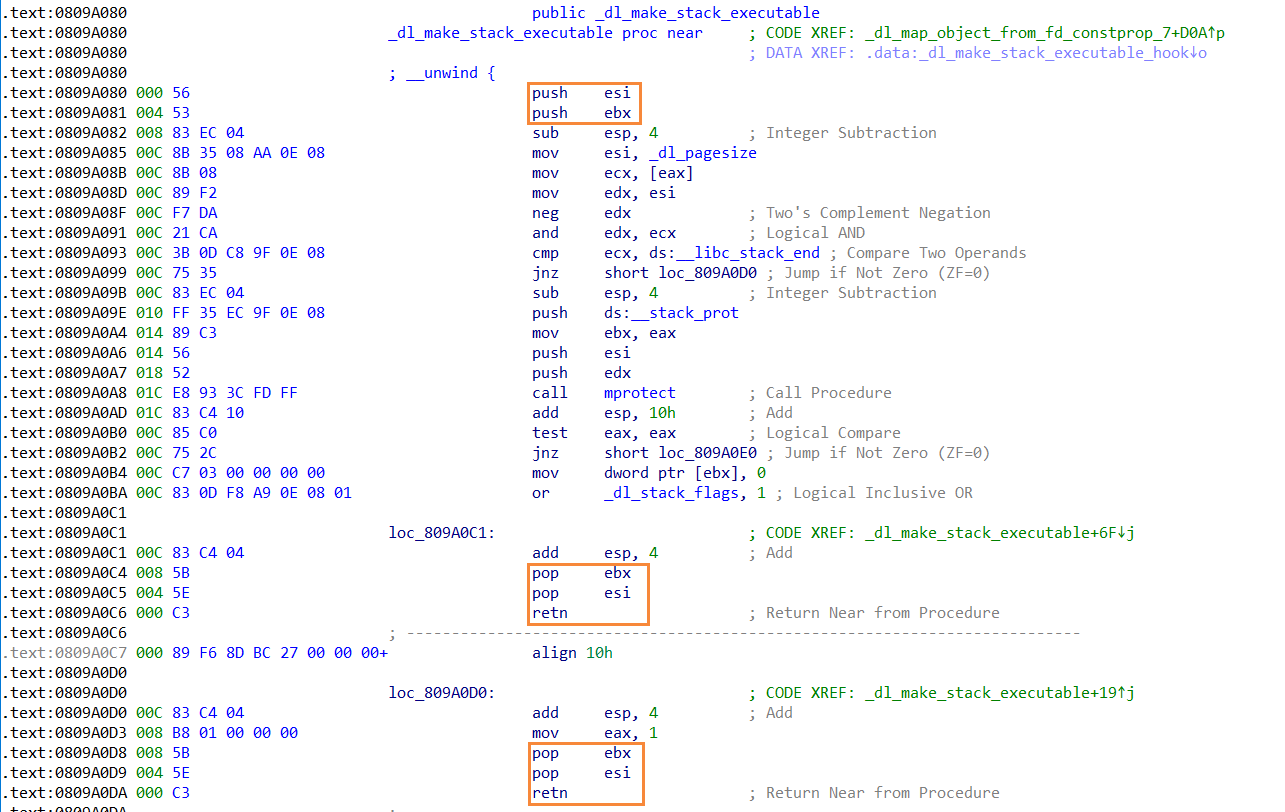 .text:0809A080 public _dl_make_stack_executable
.text:0809A080 _dl_make_stack_executable proc near ; CODE XREF: _dl_map_object_from_fd_constprop_7+D0A↑p
.text:0809A080 ; DATA XREF: .data:_dl_make_stack_executable_hook↓o
.text:0809A080 ; __unwind {
.text:0809A080 000 56 push esi
.text:0809A081 004 53 push ebx
.text:0809A082 008 83 EC 04 sub esp, 4 ; Integer Subtraction
.text:0809A085 00C 8B 35 08 AA 0E 08 mov esi, _dl_pagesize
.text:0809A08B 00C 8B 08 mov ecx, [eax]
.text:0809A08D 00C 89 F2 mov edx, esi
.text:0809A08F 00C F7 DA neg edx ; Two's Complement Negation
.text:0809A091 00C 21 CA and edx, ecx ; Logical AND
.text:0809A093 00C 3B 0D C8 9F 0E 08 cmp ecx, ds:__libc_stack_end ; Compare Two Operands
.text:0809A099 00C 75 35 jnz short loc_809A0D0 ; Jump if Not Zero (ZF=0)
.text:0809A09B 00C 83 EC 04 sub esp, 4 ; Integer Subtraction
.text:0809A09E 010 FF 35 EC 9F 0E 08 push ds:__stack_prot
.text:0809A0A4 014 89 C3 mov ebx, eax
.text:0809A0A6 014 56 push esi
.text:0809A0A7 018 52 push edx
.text:0809A0A8 01C E8 93 3C FD FF call mprotect ; Call Procedure
.text:0809A0AD 01C 83 C4 10 add esp, 10h ; Add
.text:0809A0B0 00C 85 C0 test eax, eax ; Logical Compare
.text:0809A0B2 00C 75 2C jnz short loc_809A0E0 ; Jump if Not Zero (ZF=0)
.text:0809A0B4 00C C7 03 00 00 00 00 mov dword ptr [ebx], 0
.text:0809A0BA 00C 83 0D F8 A9 0E 08 01 or _dl_stack_flags, 1 ; Logical Inclusive OR
.text:0809A0C1
.text:0809A0C1 loc_809A0C1: ; CODE XREF: _dl_make_stack_executable+6F↓j
.text:0809A0C1 00C 83 C4 04 add esp, 4 ; Add
.text:0809A0C4 008 5B pop ebx
.text:0809A0C5 004 5E pop esi
.text:0809A0C6 000 C3 retn ; Return Near from Procedure
.text:0809A0C6 ; ---------------------------------------------------------------------------
.text:0809A0C7 000 89 F6 8D BC 27 00 00 00+ align 10h
.text:0809A0D0
.text:0809A0D0 loc_809A0D0: ; CODE XREF: _dl_make_stack_executable+19↑j
.text:0809A0D0 00C 83 C4 04 add esp, 4 ; Add
.text:0809A0D3 008 B8 01 00 00 00 mov eax, 1
.text:0809A0D8 008 5B pop ebx
.text:0809A0D9 004 5E pop esi
.text:0809A0DA 000 C3 retn ; Return Near from Procedure